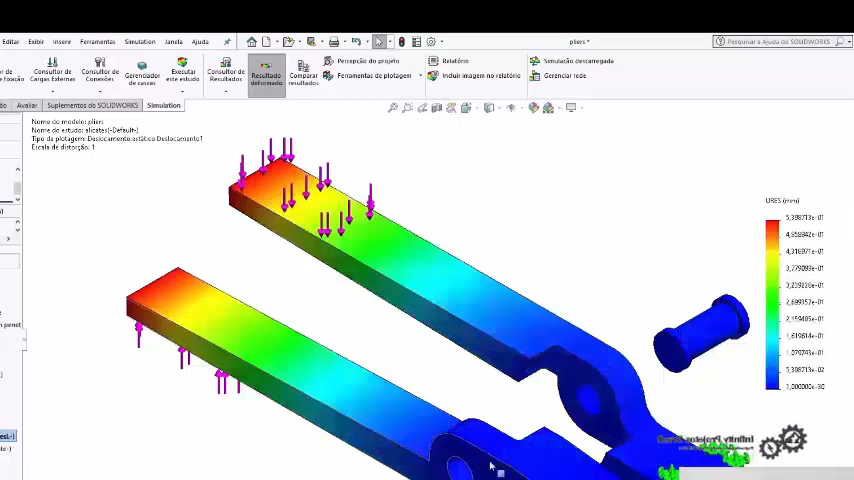 pliers *
Pesquisar a Ajuda do SOLIDWORKS
Editar Exibir Inserir Ferramentas Simulation Janela Ajuda
or de fixação
Consultor de Cargas Externas
Consultor de Conexões
Gerenciador de cascas
Executar este estudo
Consultor de Resultados
Resultado deformado
Comparar resultados
Percepção do projeto
Ferramentas de plotagem
Relatório
Incluir imagem no relatório
Simulação descarregada
Gerenciar rede
do Avaliar Suplementos do SOLIDWORKS Simulation
Nome do modelo: pliers
Nome do estudo: alicates(-Default-)
Tipo de plotagem: Deslocamento estático Deslocamento1
Escala de distorção: 1
URES (mm)
5,398713e-01
4,858842e-01
4,318971e-01
3,779099e-01
3,239228e-01
2,699357e-01
2,159485e-01
1,619614e-01
1,079743e-01
5,398713e-02
1,000000e-30
m penet